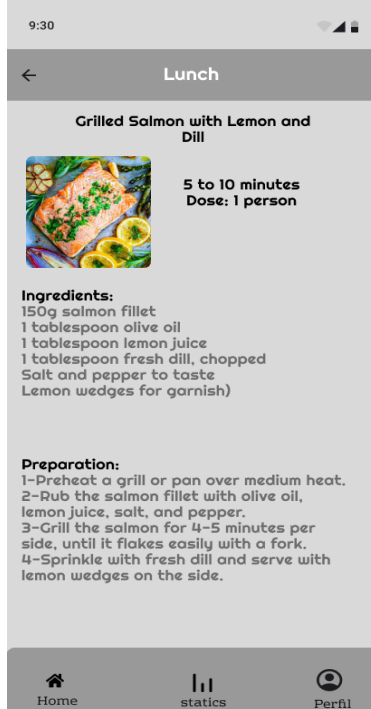 9:30
Lunch
Grilled Salmon with Lemon and
Dill
5 to 10 minutes
Dose: 1 person
Ingredients:
150g salmon fillet
1 tablespoon olive oil
1 tablespoon lemon juice
1 tablespoon fresh dill, chopped
Salt and pepper to taste
Lemon wedges for garnish)
Preparation:
1-Preheat a grill or pan over medium heat.
2-Rub the salmon fillet with olive oil,
lemon juice, salt, and pepper.
3-Grill the salmon for 4-5 minutes per
side, until it flakes easily with a fork.
4-Sprinkle with fresh dill and serve with
lemon wedges on the side.
Home
statics
Perfil